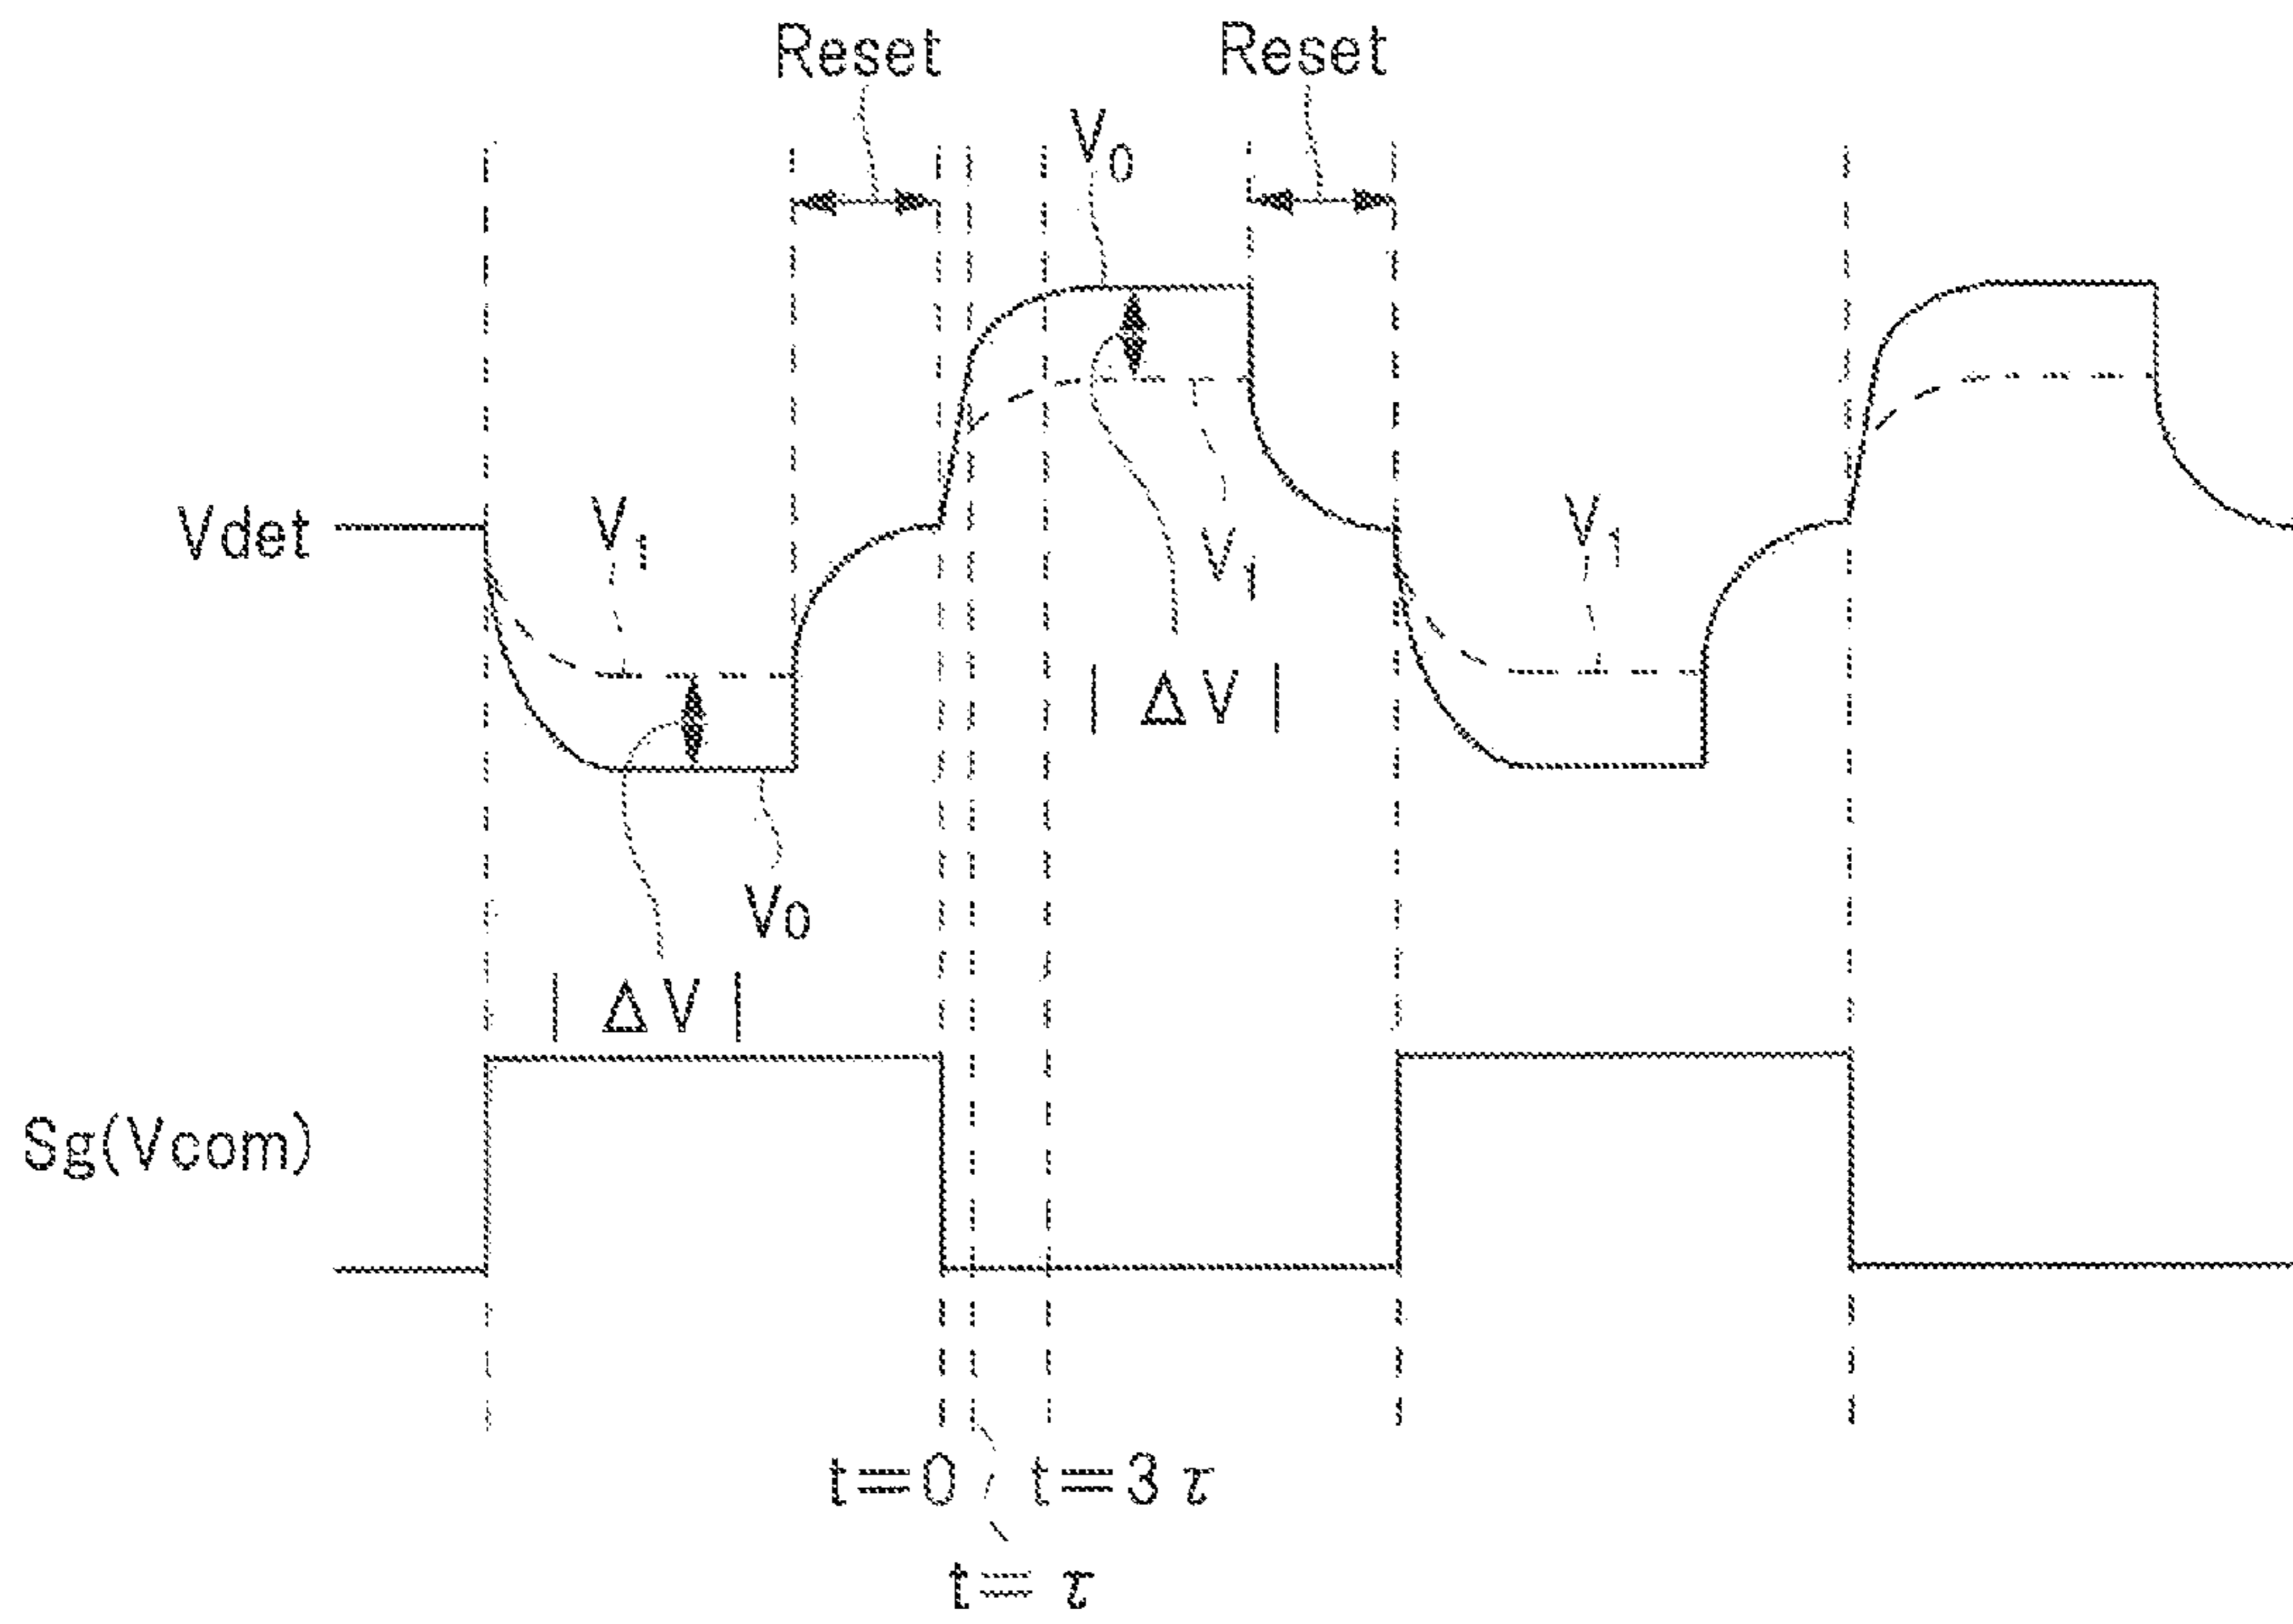 Reset
Reset
V0
Vdet
V1
V1
V1
| ΔV |
V0
| ΔV |
Sg(Vcom)
t=0
t=3τ
t=τ